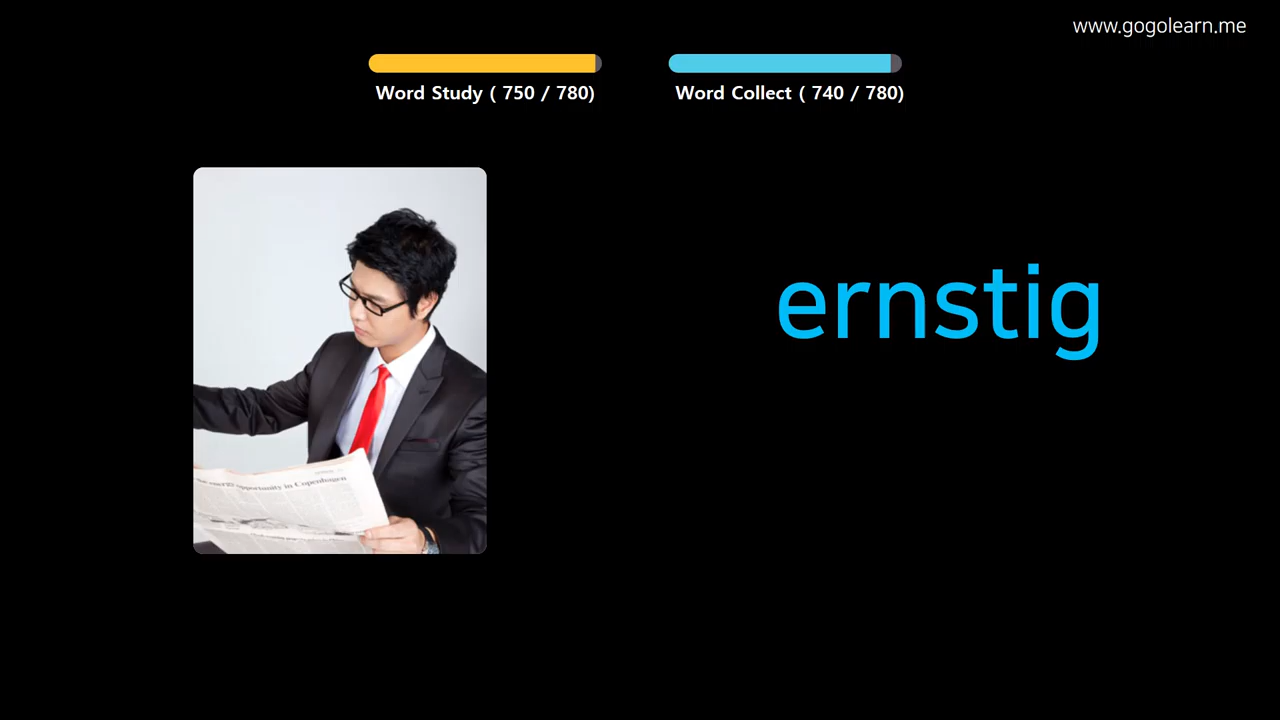 www.gogolearn.me
Word Study ( 750 / 780)
Word Collect ( 740 / 780)
ernstig
opportunity in Copenhagen